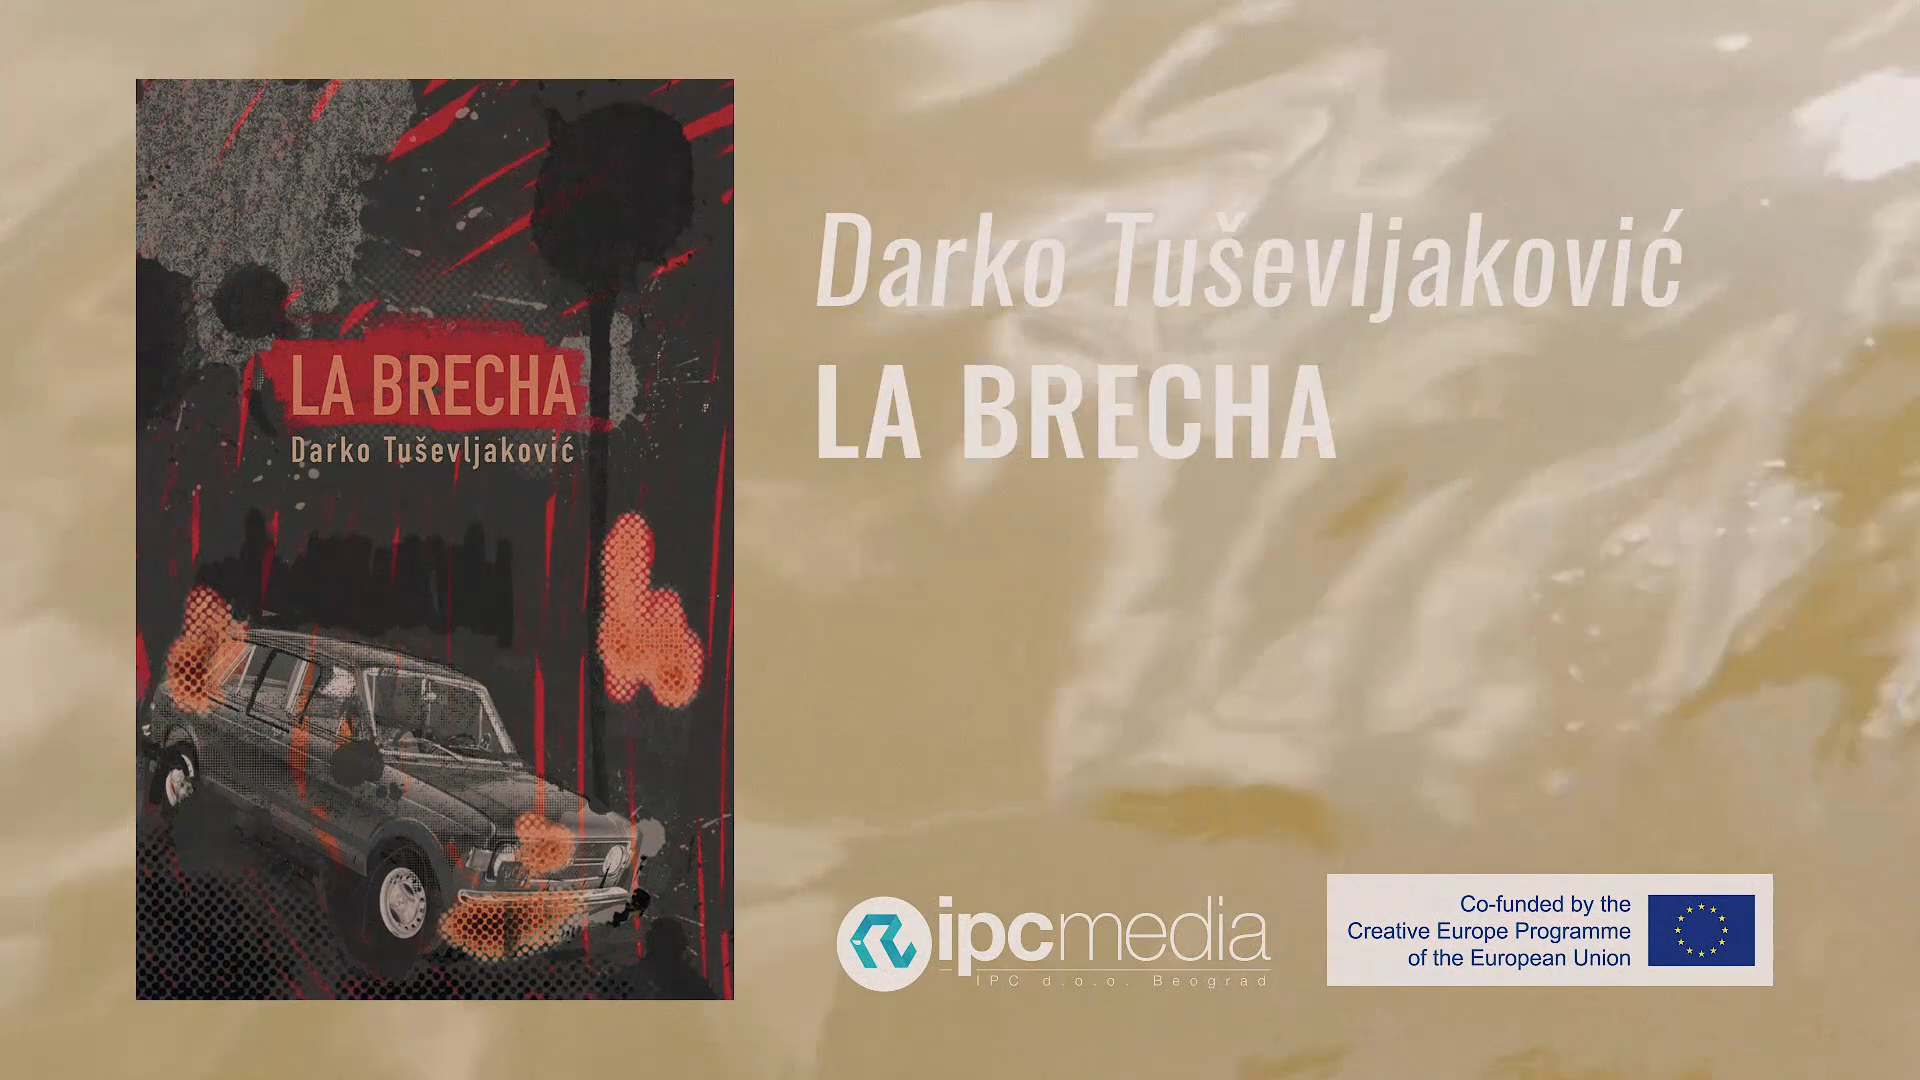 LA BRECHA
Darko Tuševljaković
Darko Tuševljaković
LA BRECHA
ipcmedia
IPC d.o.o. Beograd
Co-funded by the
Creative Europe Programme
of the European Union